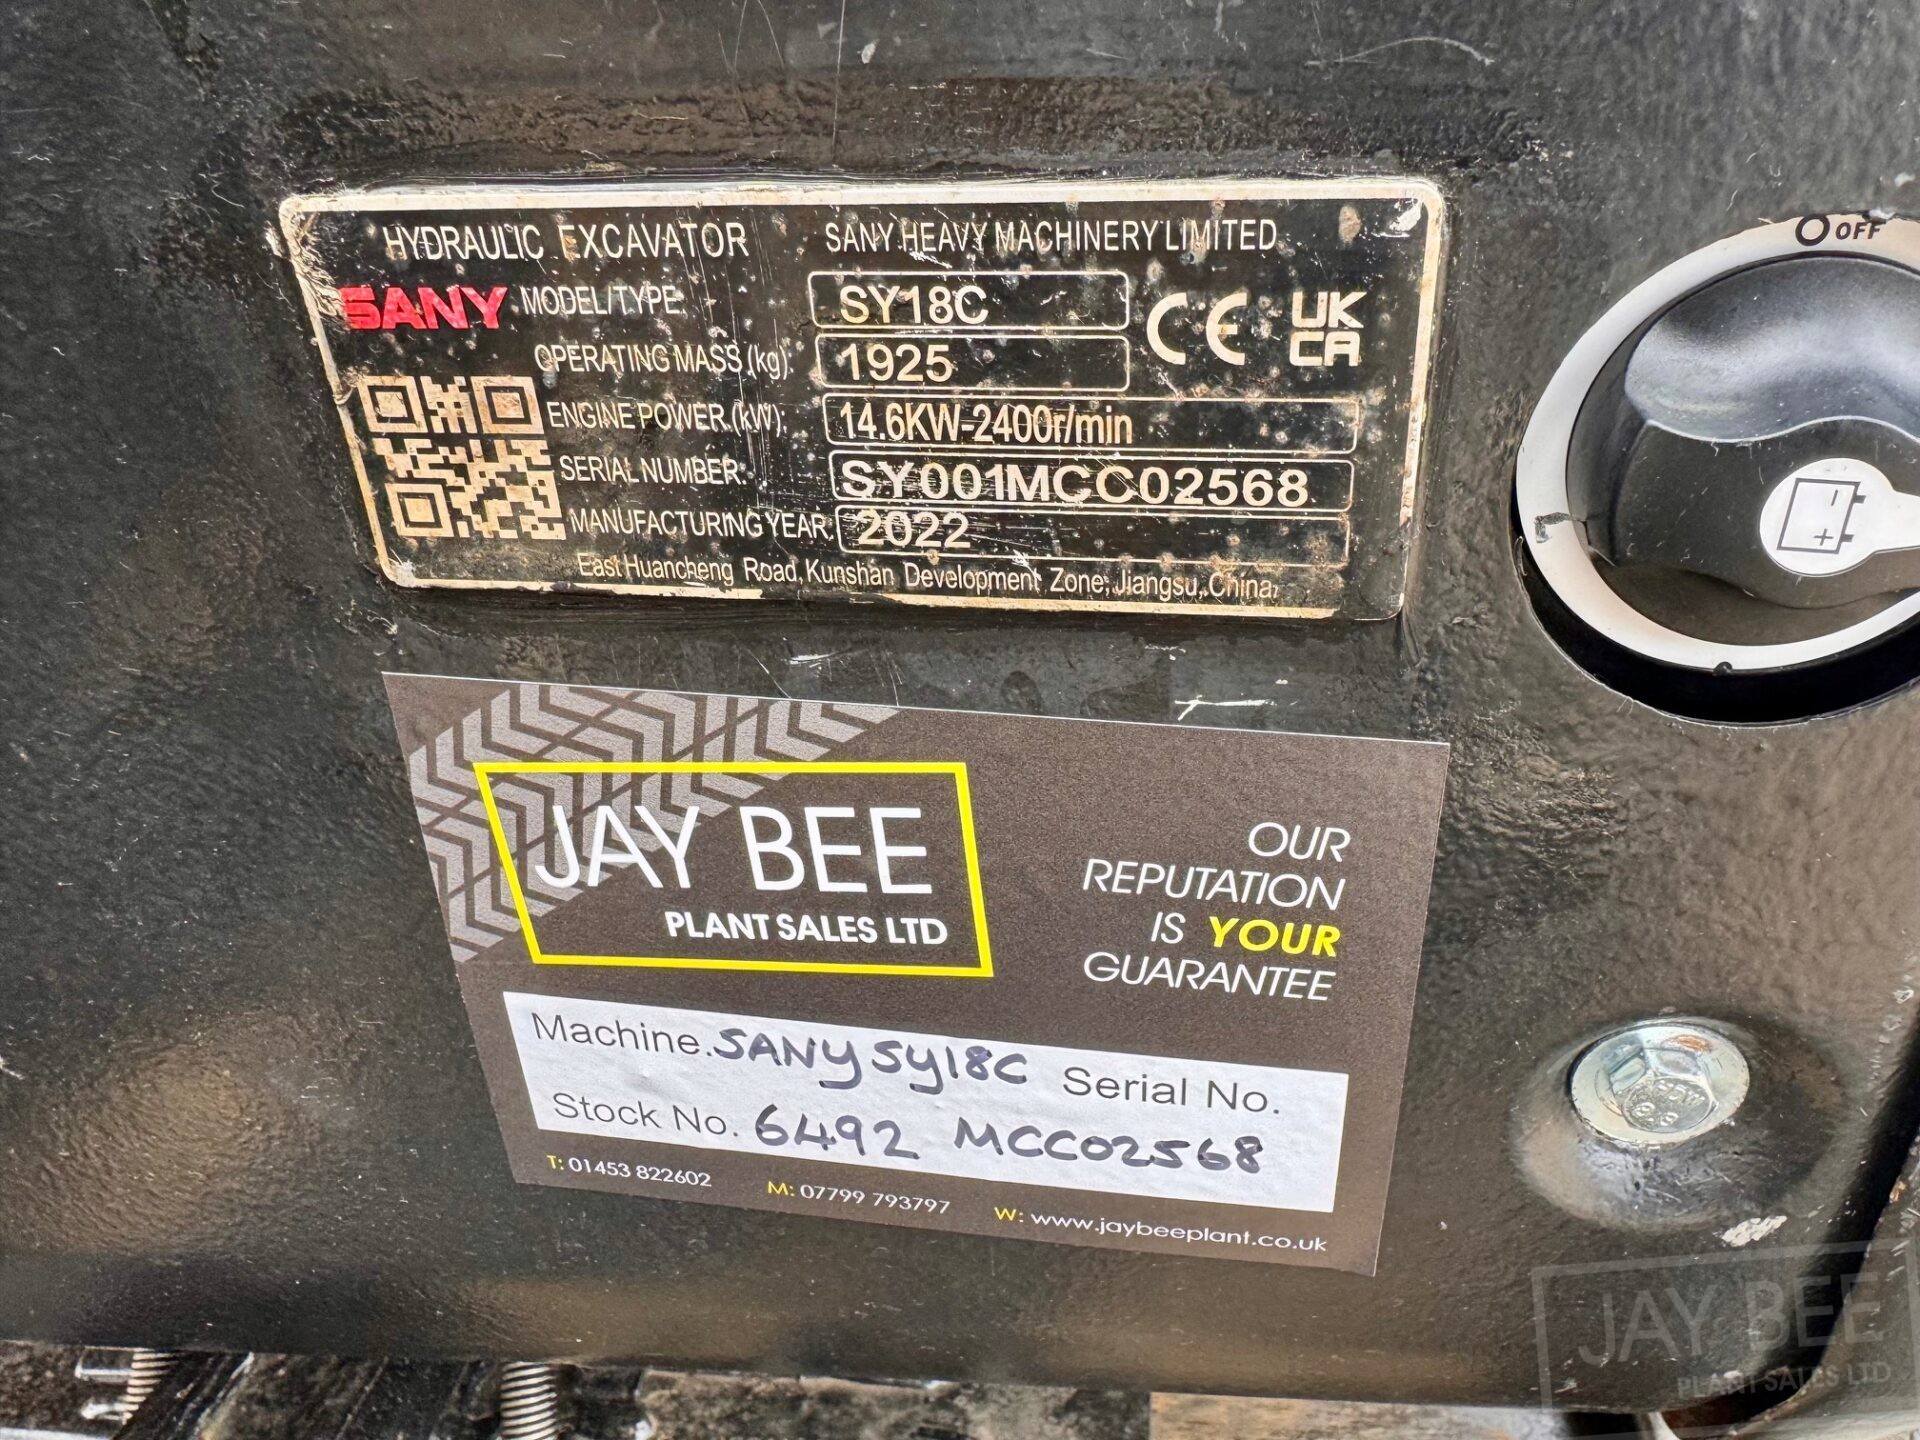 HYDRAULIC EXCAVATOR SANY HEAVY MACHINERY LIMITED
SANY MODEL/TYPE: SY18C CE UK CA
OPERATING MASS (kg): 1925
ENGINE POWER (kW): 14.6KW-2400r/min
SERIAL NUMBER: SY001MCC02568
MANUFACTURING YEAR: 2022
East Huancheng Road, Kunshan Development Zone, Jiangsu, China,
OFF
JAY BEE
PLANT SALES LTD
OUR
REPUTATION
IS YOUR
GUARANTEE
Machine. SANY SY18C Serial No.
Stock No. 6492 MCC02568
T: 01453 822602 M: 07799 793797 W: www.jaybeeplant.co.uk
JAY BEE
PLANT SALES LTD